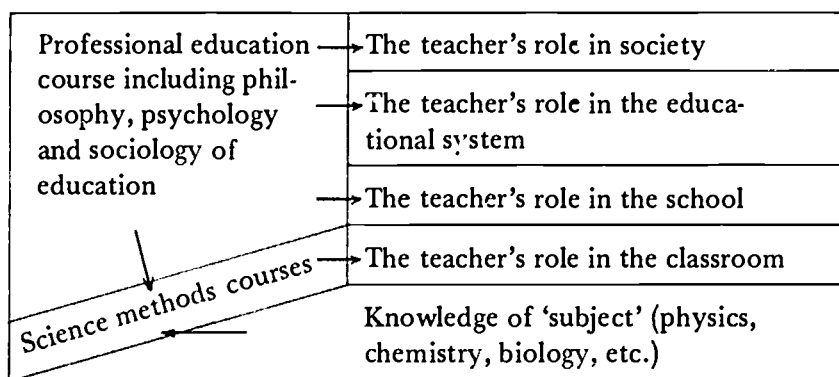 Professional education
course including phil-
osophy, psychology
and sociology of
education
Science methods courses
The teacher's role in society
The teacher's role in the educa-
tional system
The teacher's role in the school
The teacher's role in the classroom
Knowledge of ‘subject’ (physics,
chemistry, biology, etc.)